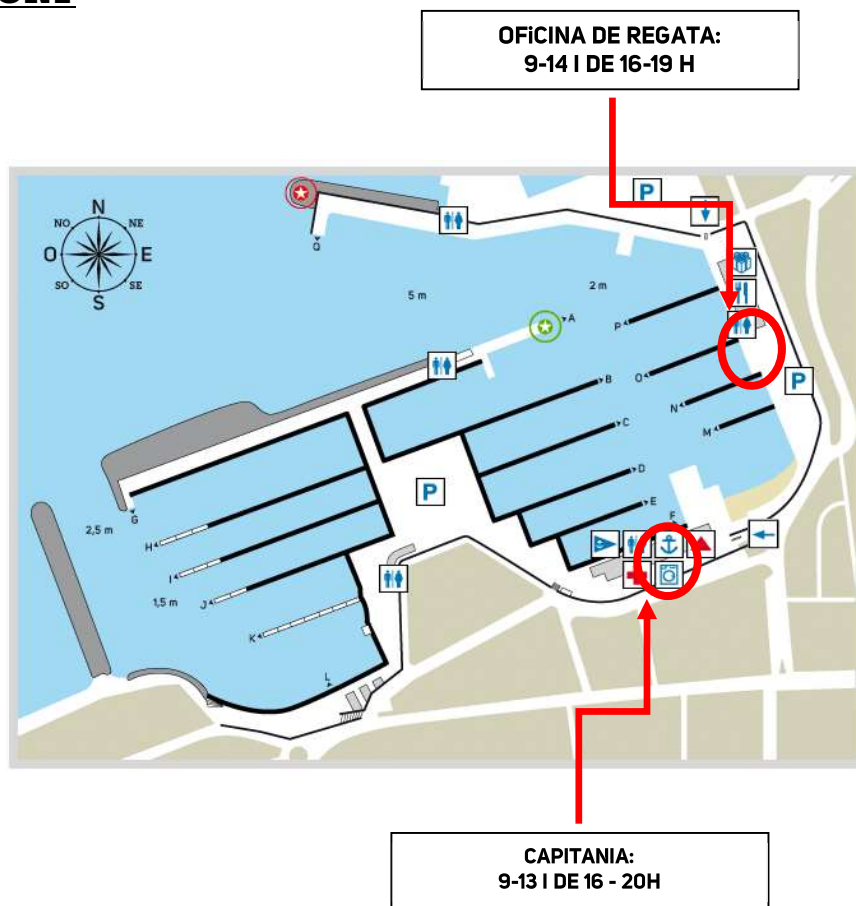 OFiCINA DE REGATA:
9-14 I DE 16-19 H
P
N
NO
NE
O
E
SO
SE
S
Q
5 m
2 m
A
P
B
O
P
N
C
M
D
P
E
F
G
2,5 m
H
I
1,5 m
J
K
L
CAPITANIA:
9-13 I DE 16 - 20H